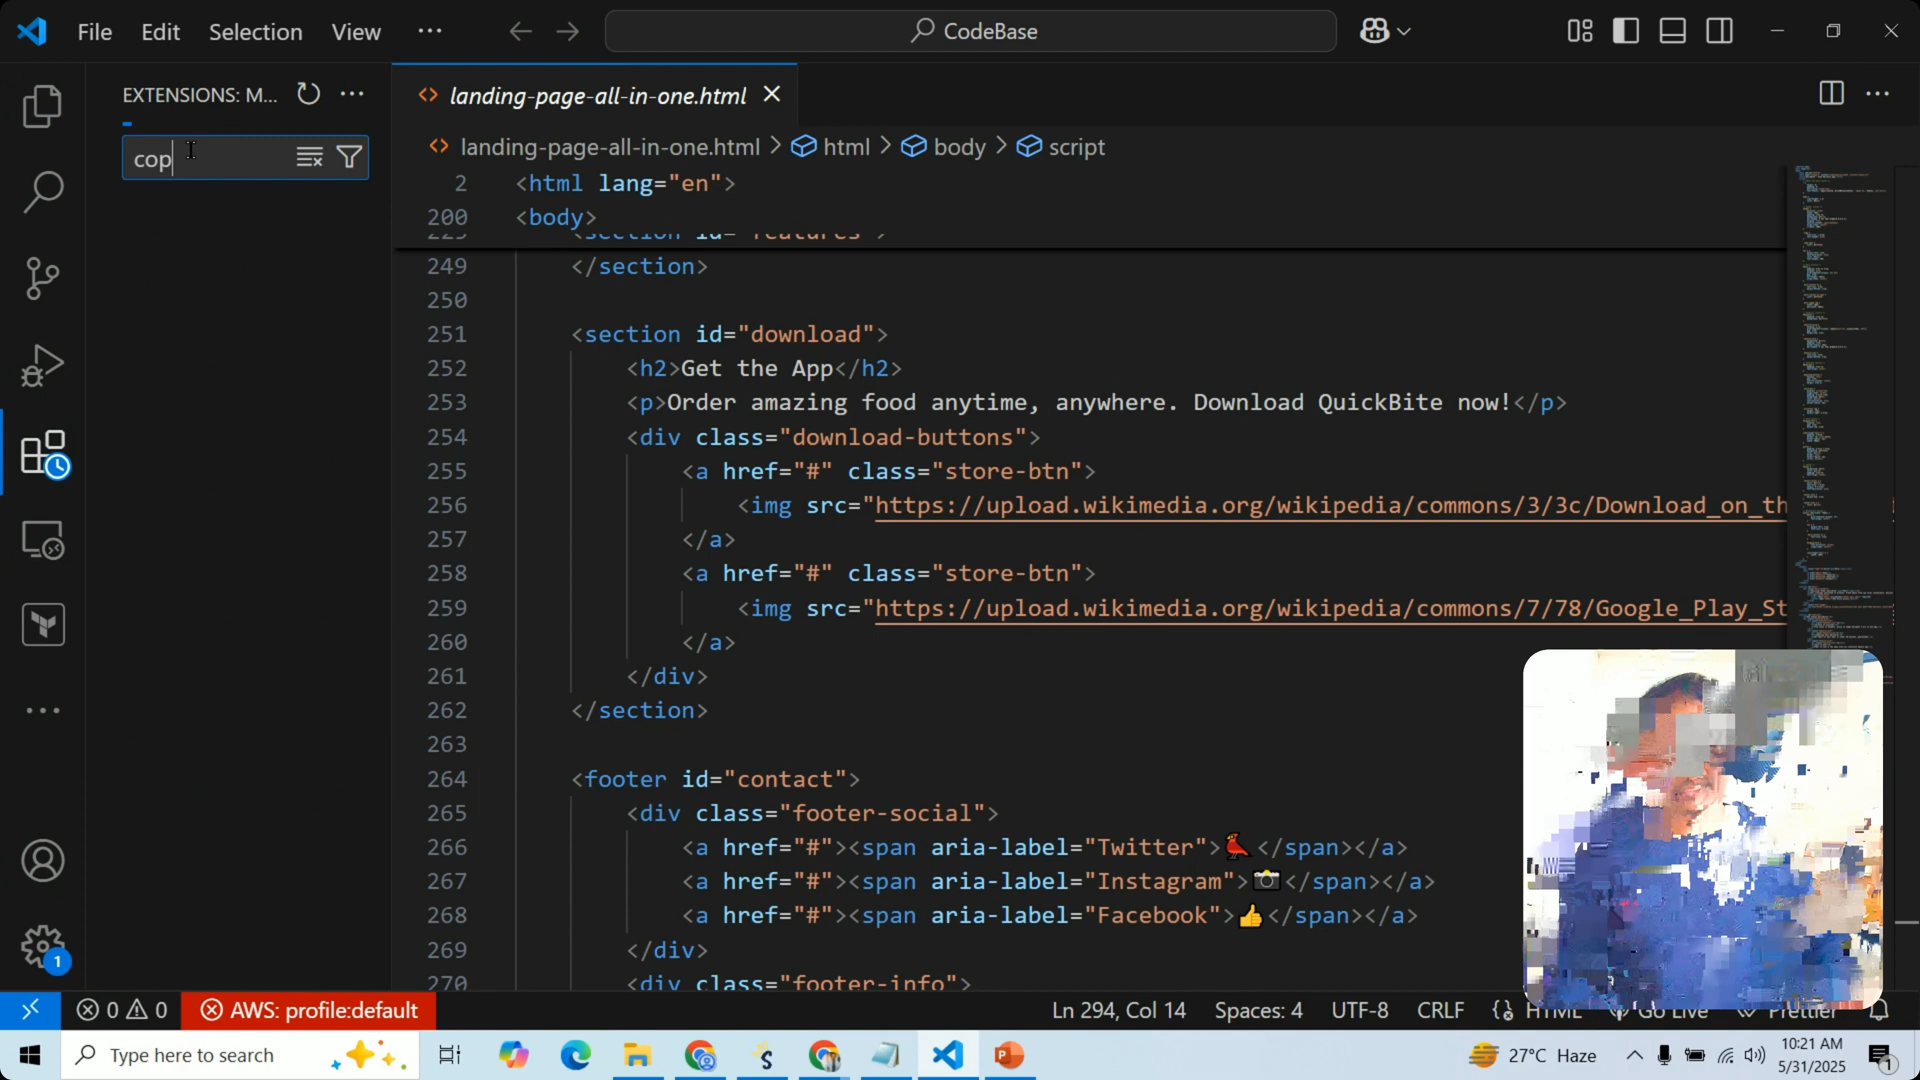 File Edit Selection View ···
CodeBase
EXTENSIONS: M... ···
cop
landing-page-all-in-one.html
landing-page-all-in-one.html > html > body > script
2 <html lang="en">
200 <body>
249 </section>
250
251 <section id="download">
252 <h2>Get the App</h2>
253 <p>Order amazing food anytime, anywhere. Download QuickBite now!</p>
254 <div class="download-buttons">
255 <a href="#" class="store-btn">
256 <img src="https://upload.wikimedia.org/wikipedia/commons/3/3c/Download_on_th
257 </a>
258 <a href="#" class="store-btn">
259 <img src="https://upload.wikimedia.org/wikipedia/commons/7/78/Google_Play_St
260 </a>
261 </div>
262 </section>
263
264 <footer id="contact">
265 <div class="footer-social">
266 <a href="#"><span aria-label="Twitter">🐦</span></a>
267 <a href="#"><span aria-label="Instagram">📷</span></a>
268 <a href="#"><span aria-label="Facebook">👍</span></a>
269 </div>
270 <div class="footer-info">
1
0 0 AWS: profile:default
Ln 294, Col 14 Spaces: 4 UTF-8 CRLF HTML Go Live Prettier
Type here to search
27°C Haze
10:21 AM
5/31/2025
1